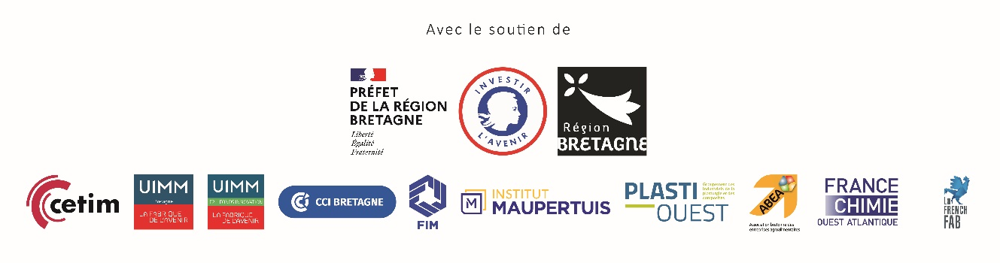 Avec le soutien de
PRÉFET
DE LA RÉGION
BRETAGNE
Liberté
Égalité
Fraternité
INVESTIR
L'AVENIR
Région
BRETAGNE
cetim
UIMM
Bretagne
LA FABRIQUE
DE L'AVENIR
UIMM
FONDS INNOVATION
LA FABRIQUE
DE L'AVENIR
CCI BRETAGNE
FIM
M
INSTITUT
MAUPERTUIS
PLASTI
OUEST
Groupement des
industriels de la
plasturgie et des
composites
ABEA
Association bretonne des
entreprises agroalimentaires
FRANCE
CHIMIE
OUEST ATLANTIQUE
La
FRENCH
FAB